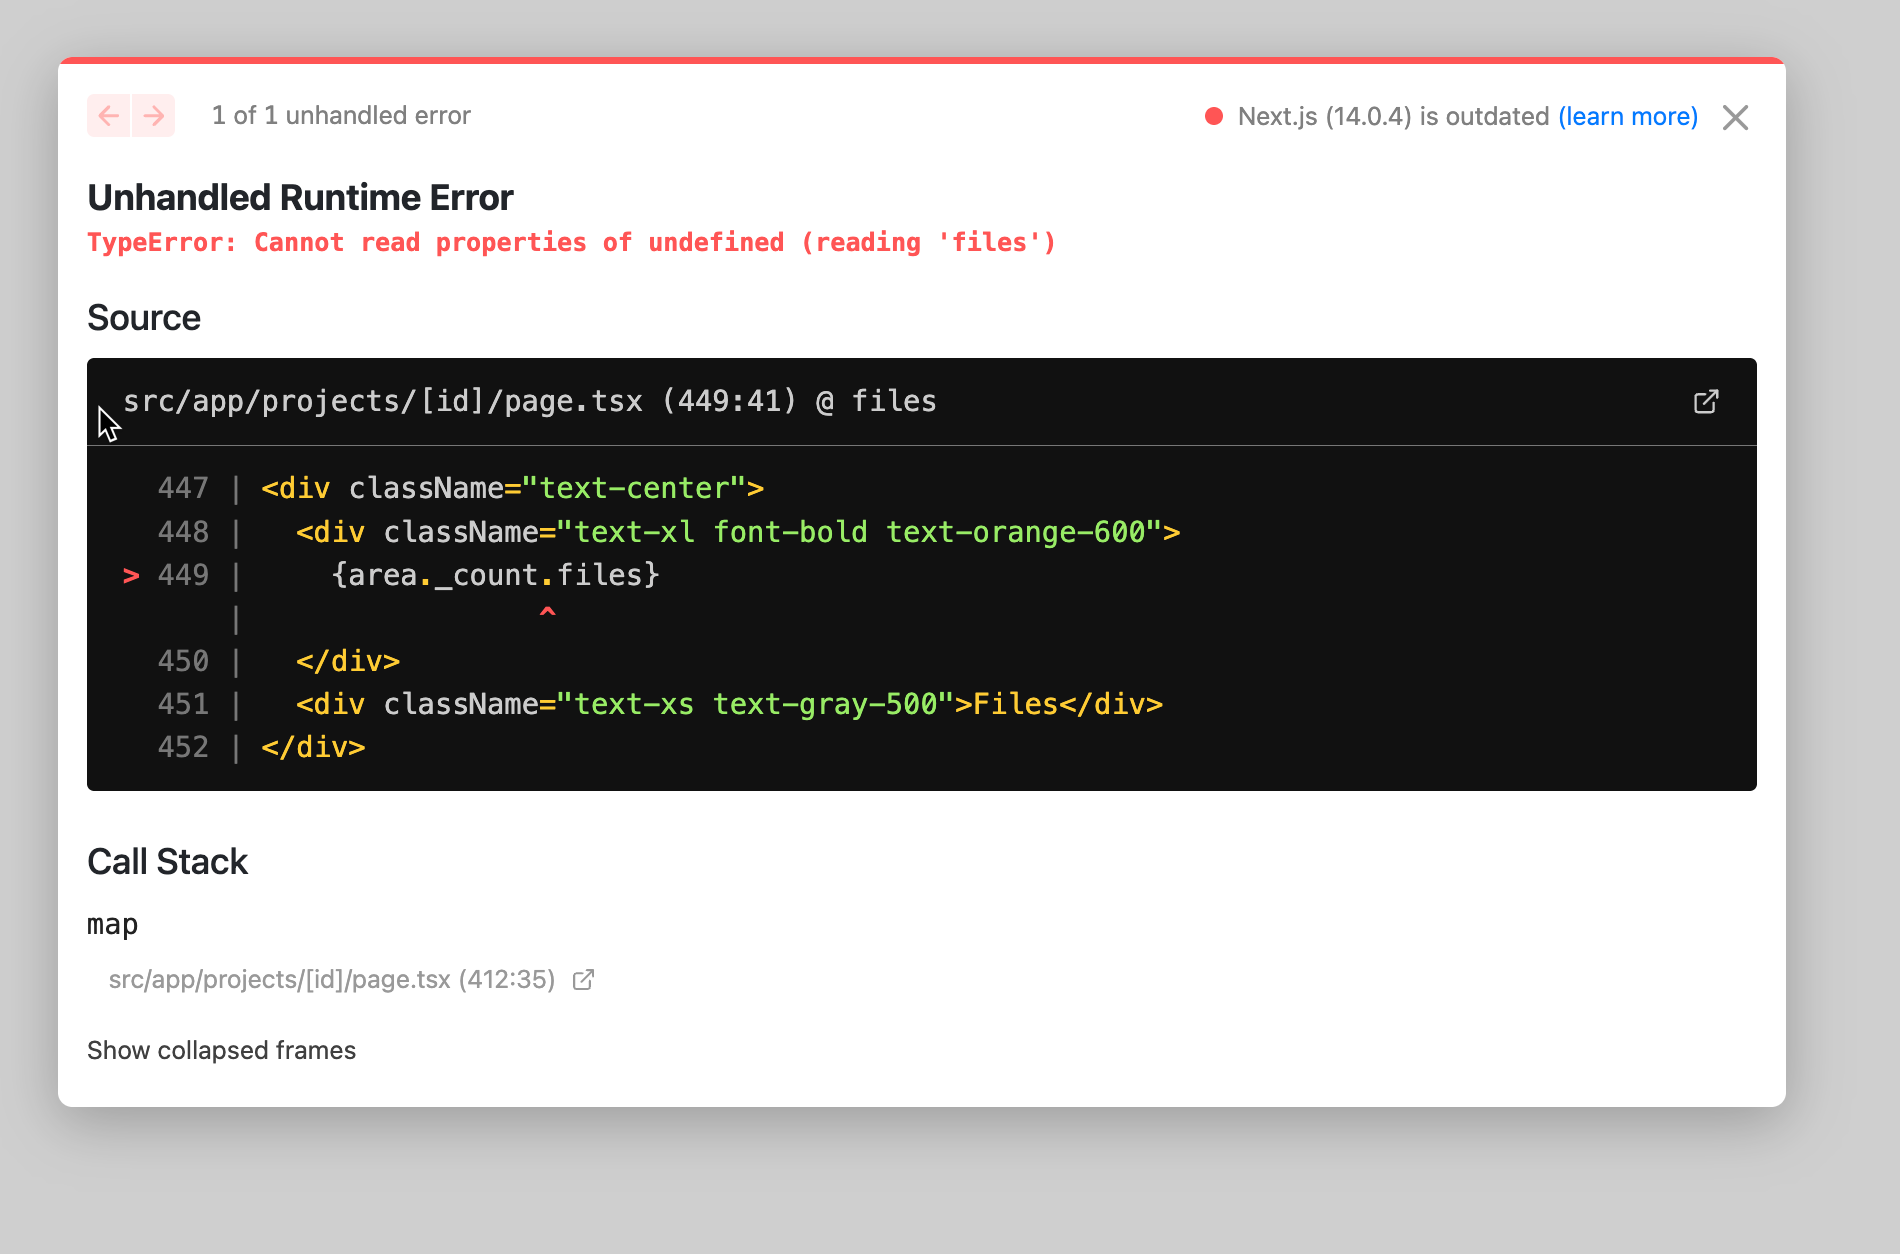 1 of 1 unhandled error
Next.js (14.0.4) is outdated (learn more)
Unhandled Runtime Error
TypeError: Cannot read properties of undefined (reading 'files')
Source
src/app/projects/[id]/page.tsx (449:41) @ files
447 | <div className="text-center">
448 |   <div className="text-xl font-bold text-orange-600">
> 449 |     {area._count.files}
|                 ^
450 |   </div>
451 |   <div className="text-xs text-gray-500">Files</div>
452 | </div>
Call Stack
map
src/app/projects/[id]/page.tsx (412:35)
Show collapsed frames